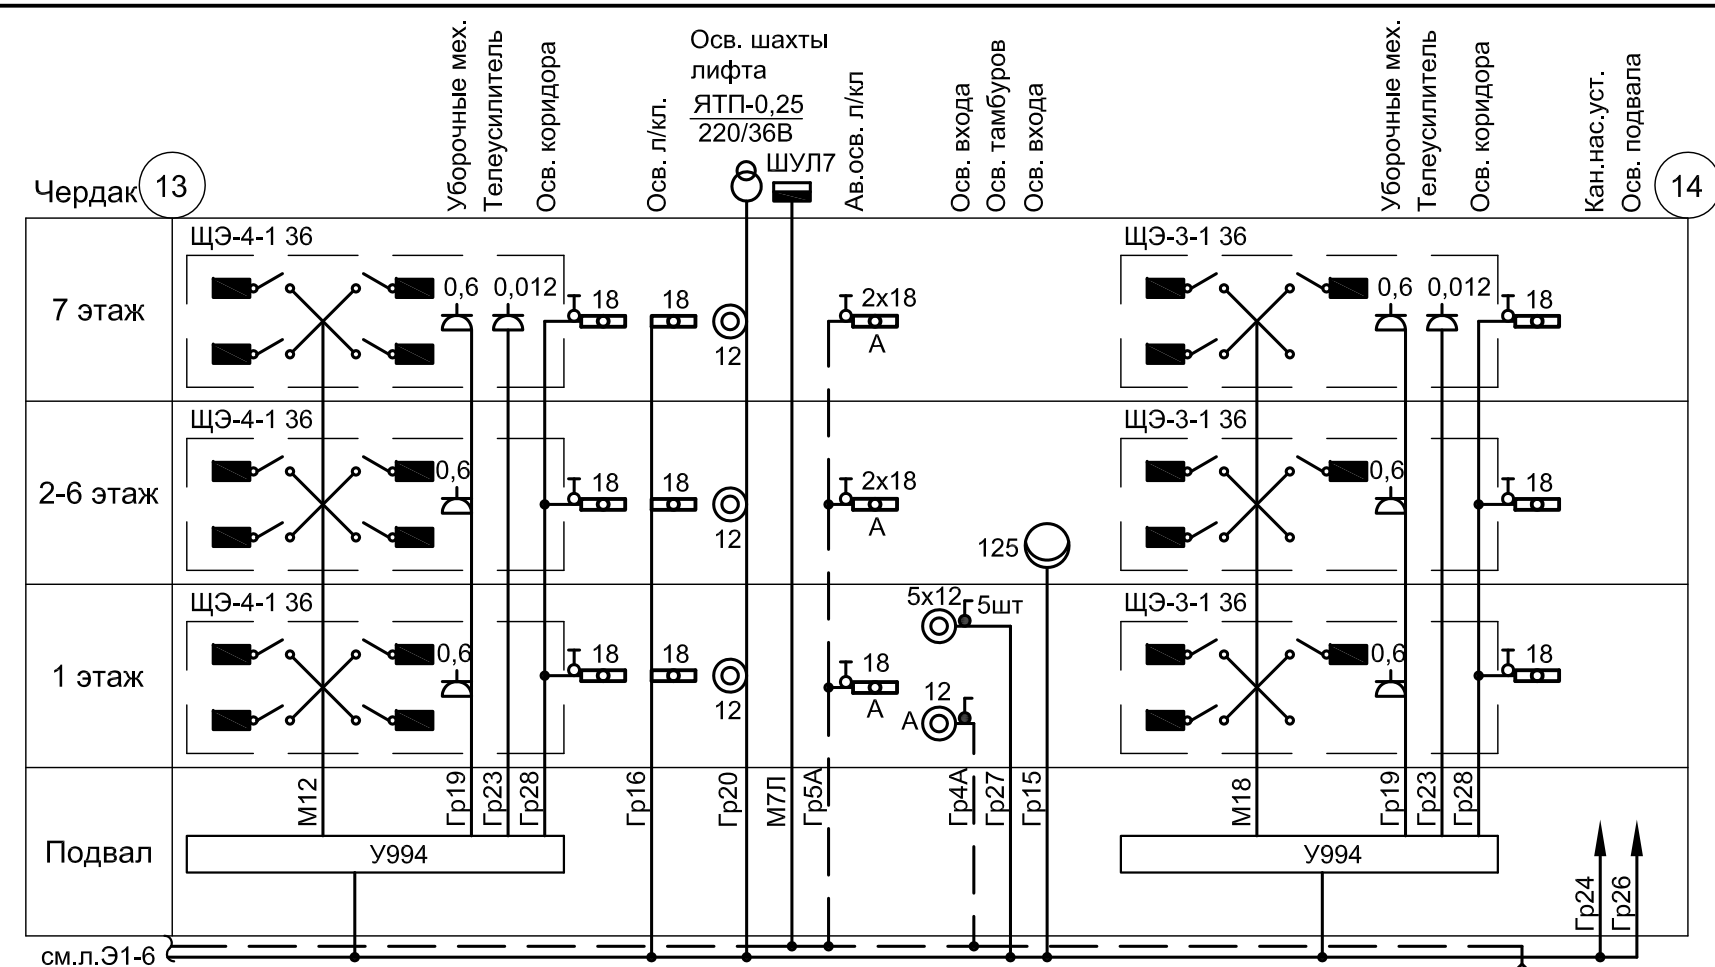 Уборочные мех.
Телеусилитель
Осв. коридора
Осв. л/кл.
Осв. шахты
лифта
ЯТП-0,25
220/36В
ШУЛ7
Ав.осв. л/кл
Осв. входа
Осв. тамбуров
Осв. входа
Уборочные мех.
Телеусилитель
Осв. коридора
Кан.нас.уст.
Осв. подвала
Чердак
13
14
7 этаж
ЩЭ-4-1 36
0,6
0,012
18
18
12
2х18
А
ЩЭ-3-1 36
0,6
0,012
18
2-6 этаж
ЩЭ-4-1 36
0,6
18
18
12
2х18
А
125
ЩЭ-3-1 36
0,6
18
1 этаж
ЩЭ-4-1 36
0,6
18
18
12
18
А
5х12
5шт
12
А
ЩЭ-3-1 36
0,6
18
Подвал
М12
Гр19
Гр23
Гр28
Гр16
Гр20
М7Л
Гр5А
Гр4А
Гр27
Гр15
М18
Гр19
Гр23
Гр28
У994
У994
Гр24
Гр26
см.л.Э1-6